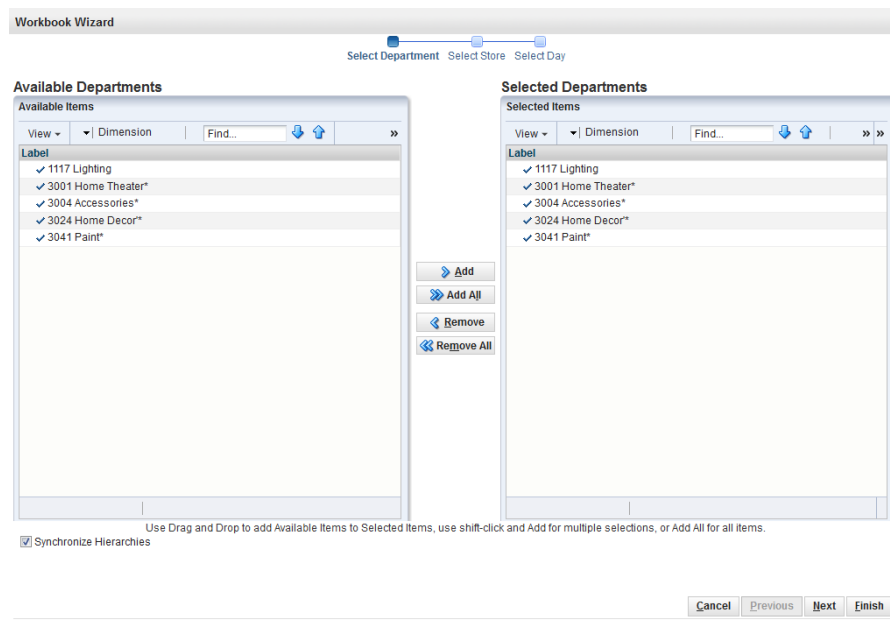 Workbook Wizard
Select Department Select Store Select Day
Available Departments
Available Items
View Dimension Find... »
Label
1117 Lighting
3001 Home Theater*
3004 Accessories*
3024 Home Decor'*
3041 Paint*
Add
Add All
Remove
Remove All
Selected Departments
Selected Items
View Dimension Find... » »
Label
1117 Lighting
3001 Home Theater*
3004 Accessories*
3024 Home Decor'*
3041 Paint*
Use Drag and Drop to add Available Items to Selected Items, use shift-click and Add for multiple selections, or Add All for all items.
Synchronize Hierarchies
Cancel Previous Next Finish